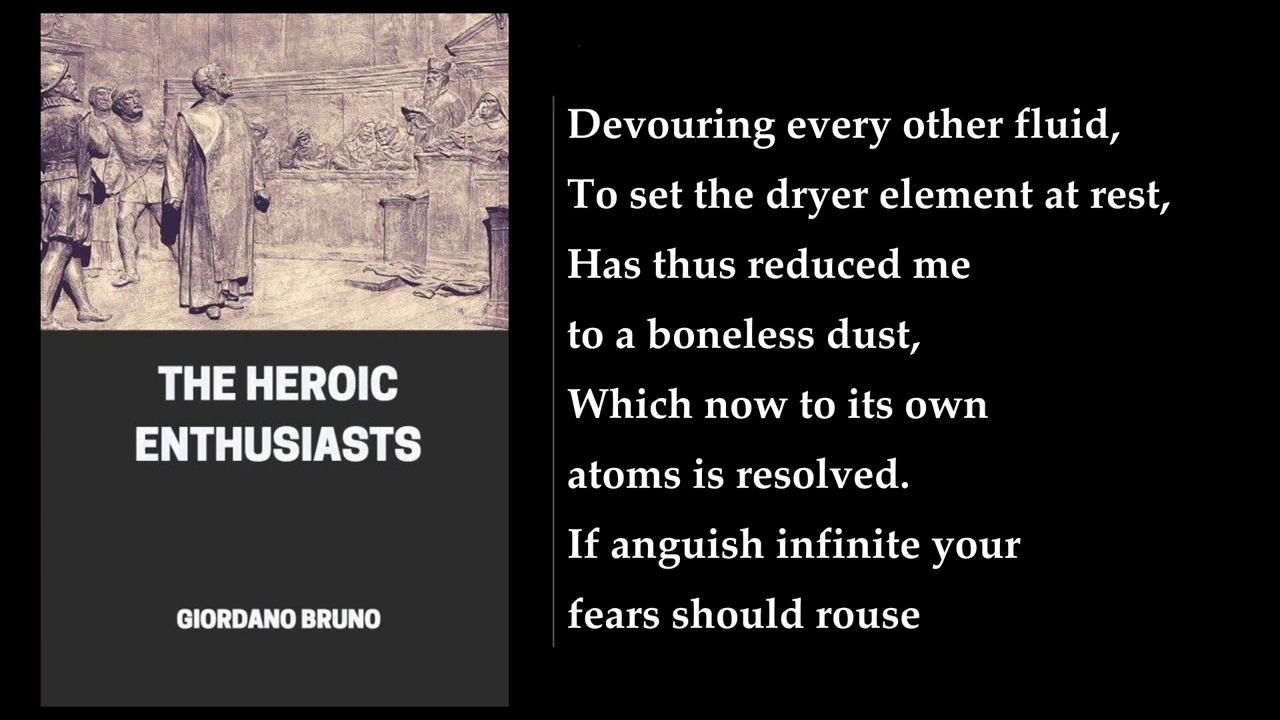 THE HEROIC
ENTHUSIASTS
GIORDANO BRUNO
Devouring every other fluid,
To set the dryer element at rest,
Has thus reduced me
to a boneless dust,
Which now to its own
atoms is resolved.
If anguish infinite your
fears should rouse